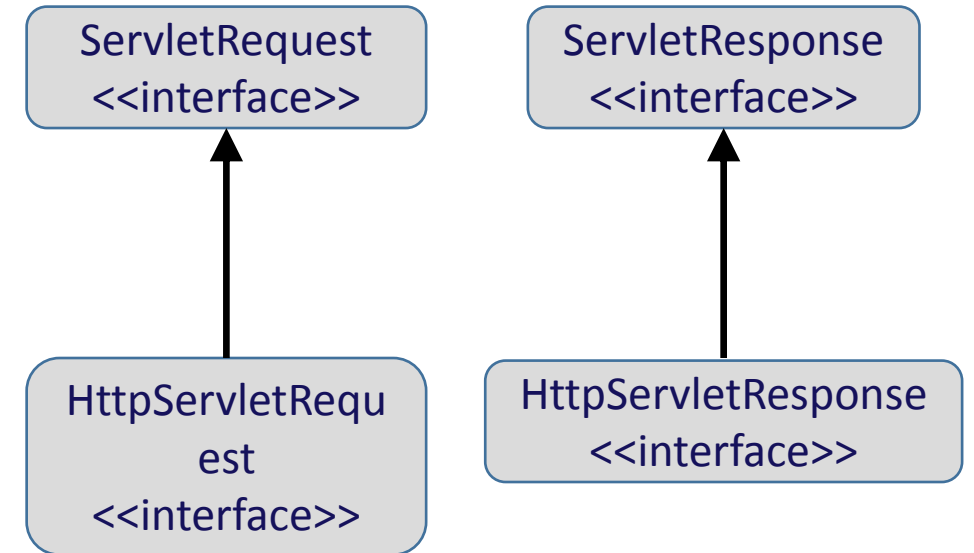 ServletRequest
<<interface>>
ServletResponse
<<interface>>
HttpServletRequ
est
<<interface>>
HttpServletResponse
<<interface>>